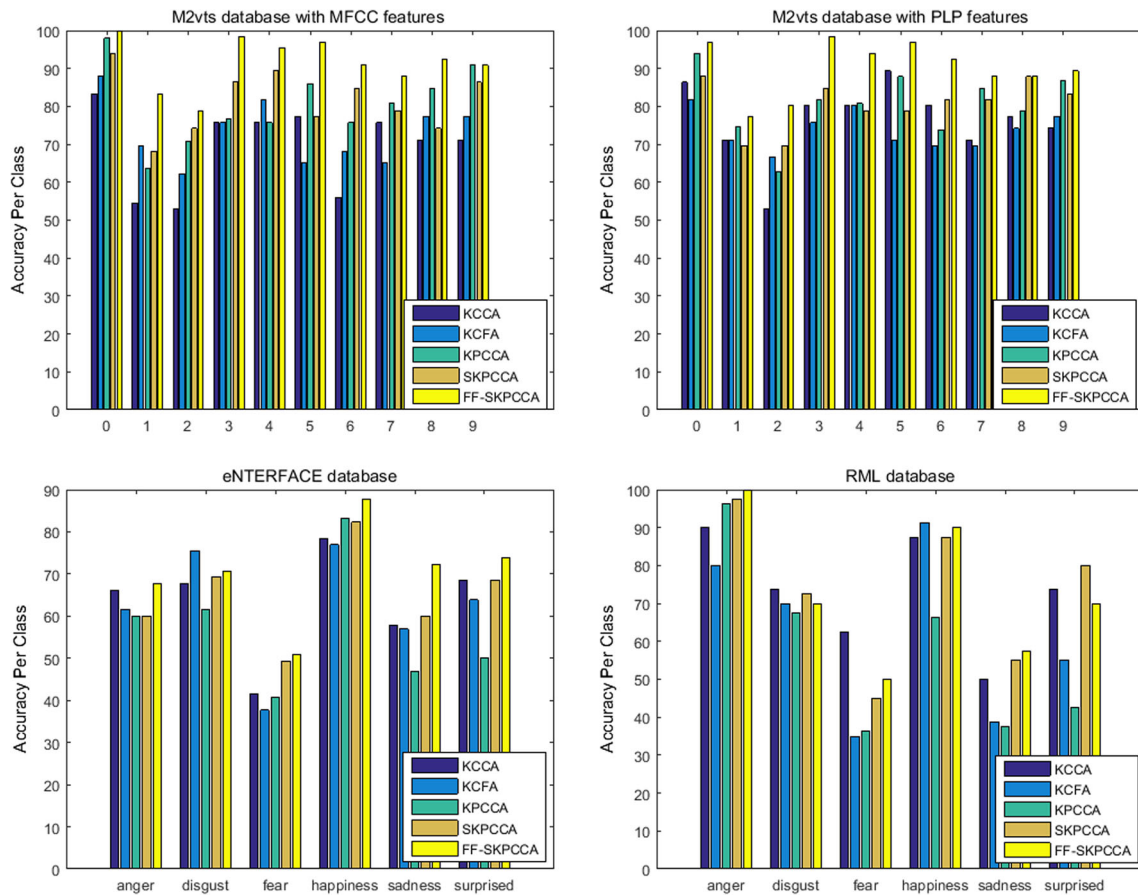 M2vts database with MFCC features
Accuracy Per Class
100
90
80
70
60
50
40
30
20
10
0
0 1 2 3 4 5 6 7 8 9
KCCA
KCFA
KPCCA
SKPCCA
FF-SKPCCA
M2vts database with PLP features
Accuracy Per Class
100
90
80
70
60
50
40
30
20
10
0
0 1 2 3 4 5 6 7 8 9
KCCA
KCFA
KPCCA
SKPCCA
FF-SKPCCA
eNTERFACE database
Accuracy Per Class
90
80
70
60
50
40
30
20
10
0
anger disgust fear happiness sadness surprised
KCCA
KCFA
KPCCA
SKPCCA
FF-SKPCCA
RML database
Accuracy Per Class
100
90
80
70
60
50
40
30
20
10
0
anger disgust fear happiness sadness surprised
KCCA
KCFA
KPCCA
SKPCCA
FF-SKPCCA